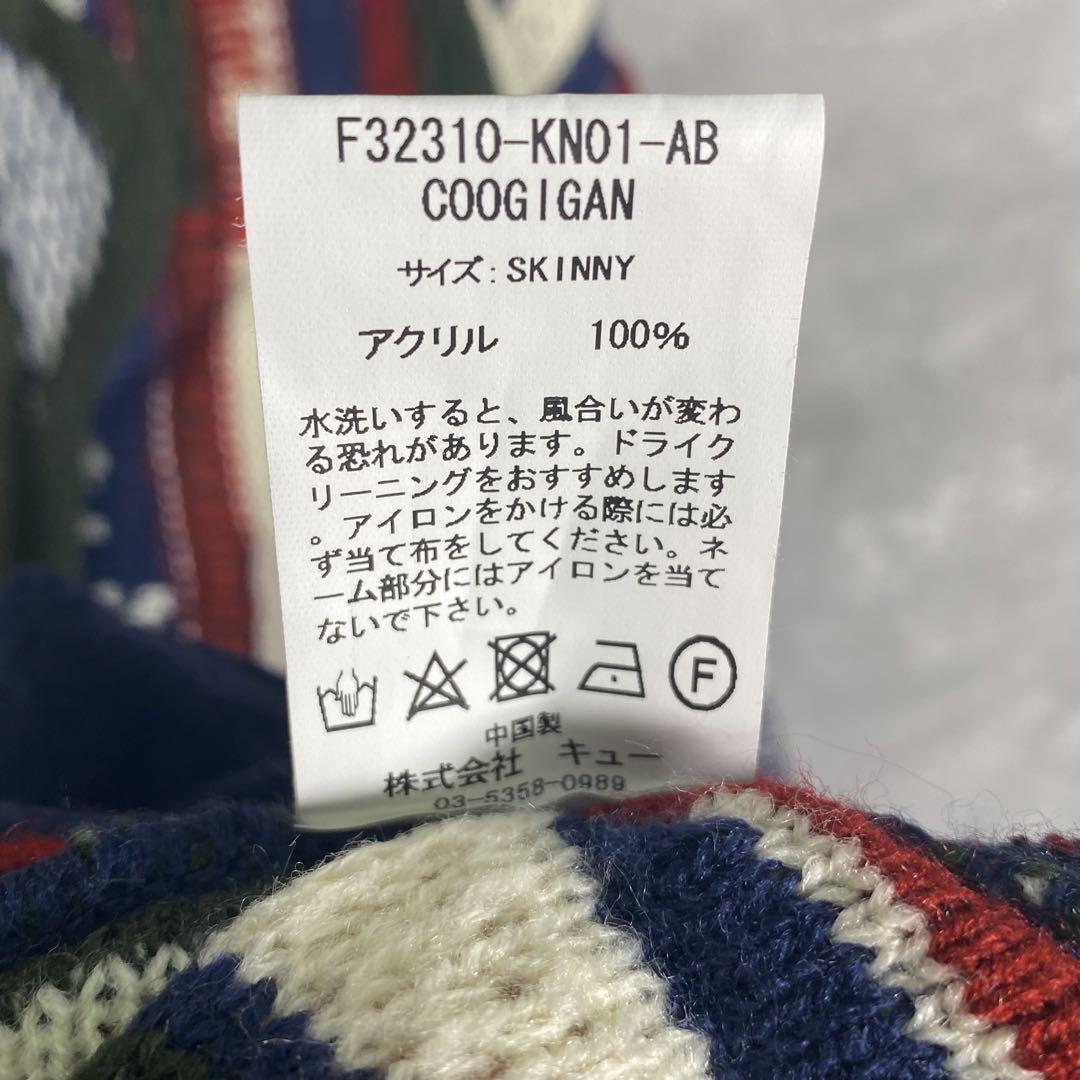 F32310-KN01-AB
COOGIGAN
サイズ: SKINNY
アクリル 100%
水洗いすると、風合いが変わ
る恐れがあります。ドライク
リーニングをおすすめします
。アイロンをかける際には必
ず当て布をしてください。ネ
ーム部分にはアイロンを当て
ないで下さい。
F
中国製
株式会社 キュー
03-5358-0989